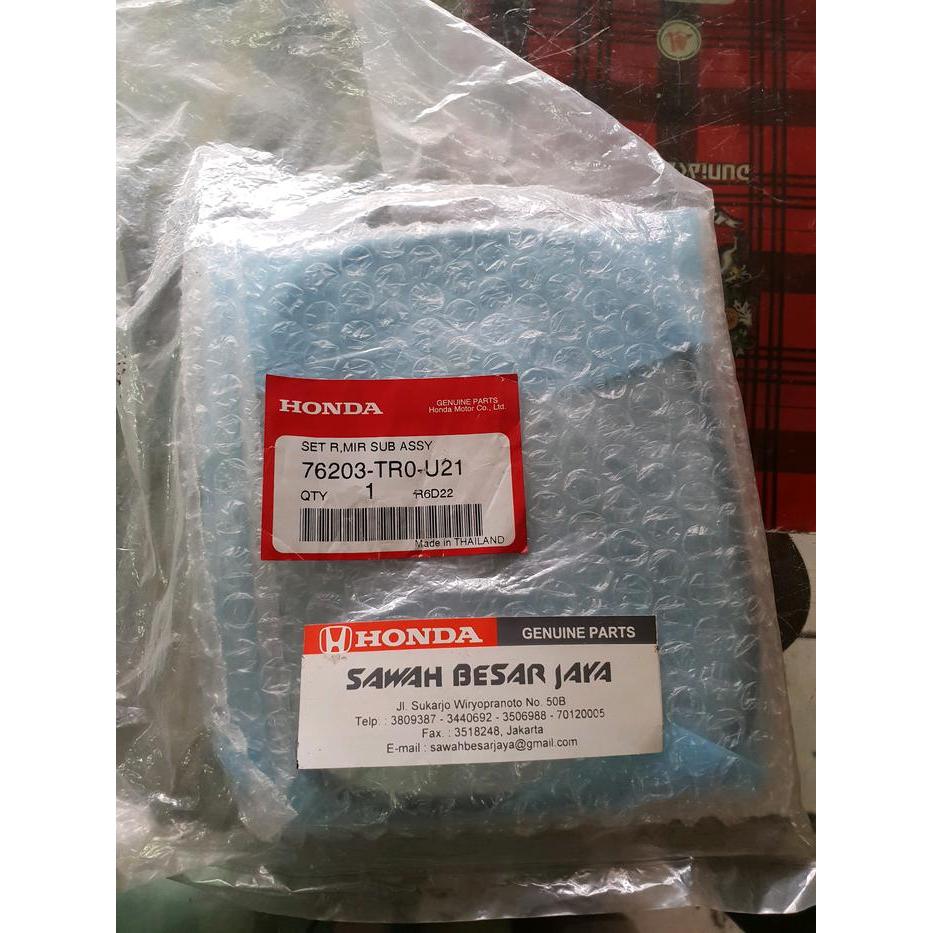 HONDA
GENUINE PARTS
Honda Motor Co., Ltd.
SET R,MIR SUB ASSY
76203-TR0-U21
QTY 1 R6D22
Made in THAILAND
HONDA GENUINE PARTS
SAWAH BESAR JAYA
Jl. Sukarjo Wiryopranoto No. 50B
Telp. : 3809387 - 3440692 - 3506988 - 70120005
Fax. : 3518248, Jakarta
E-mail : sawahbesarjaya@gmail.com